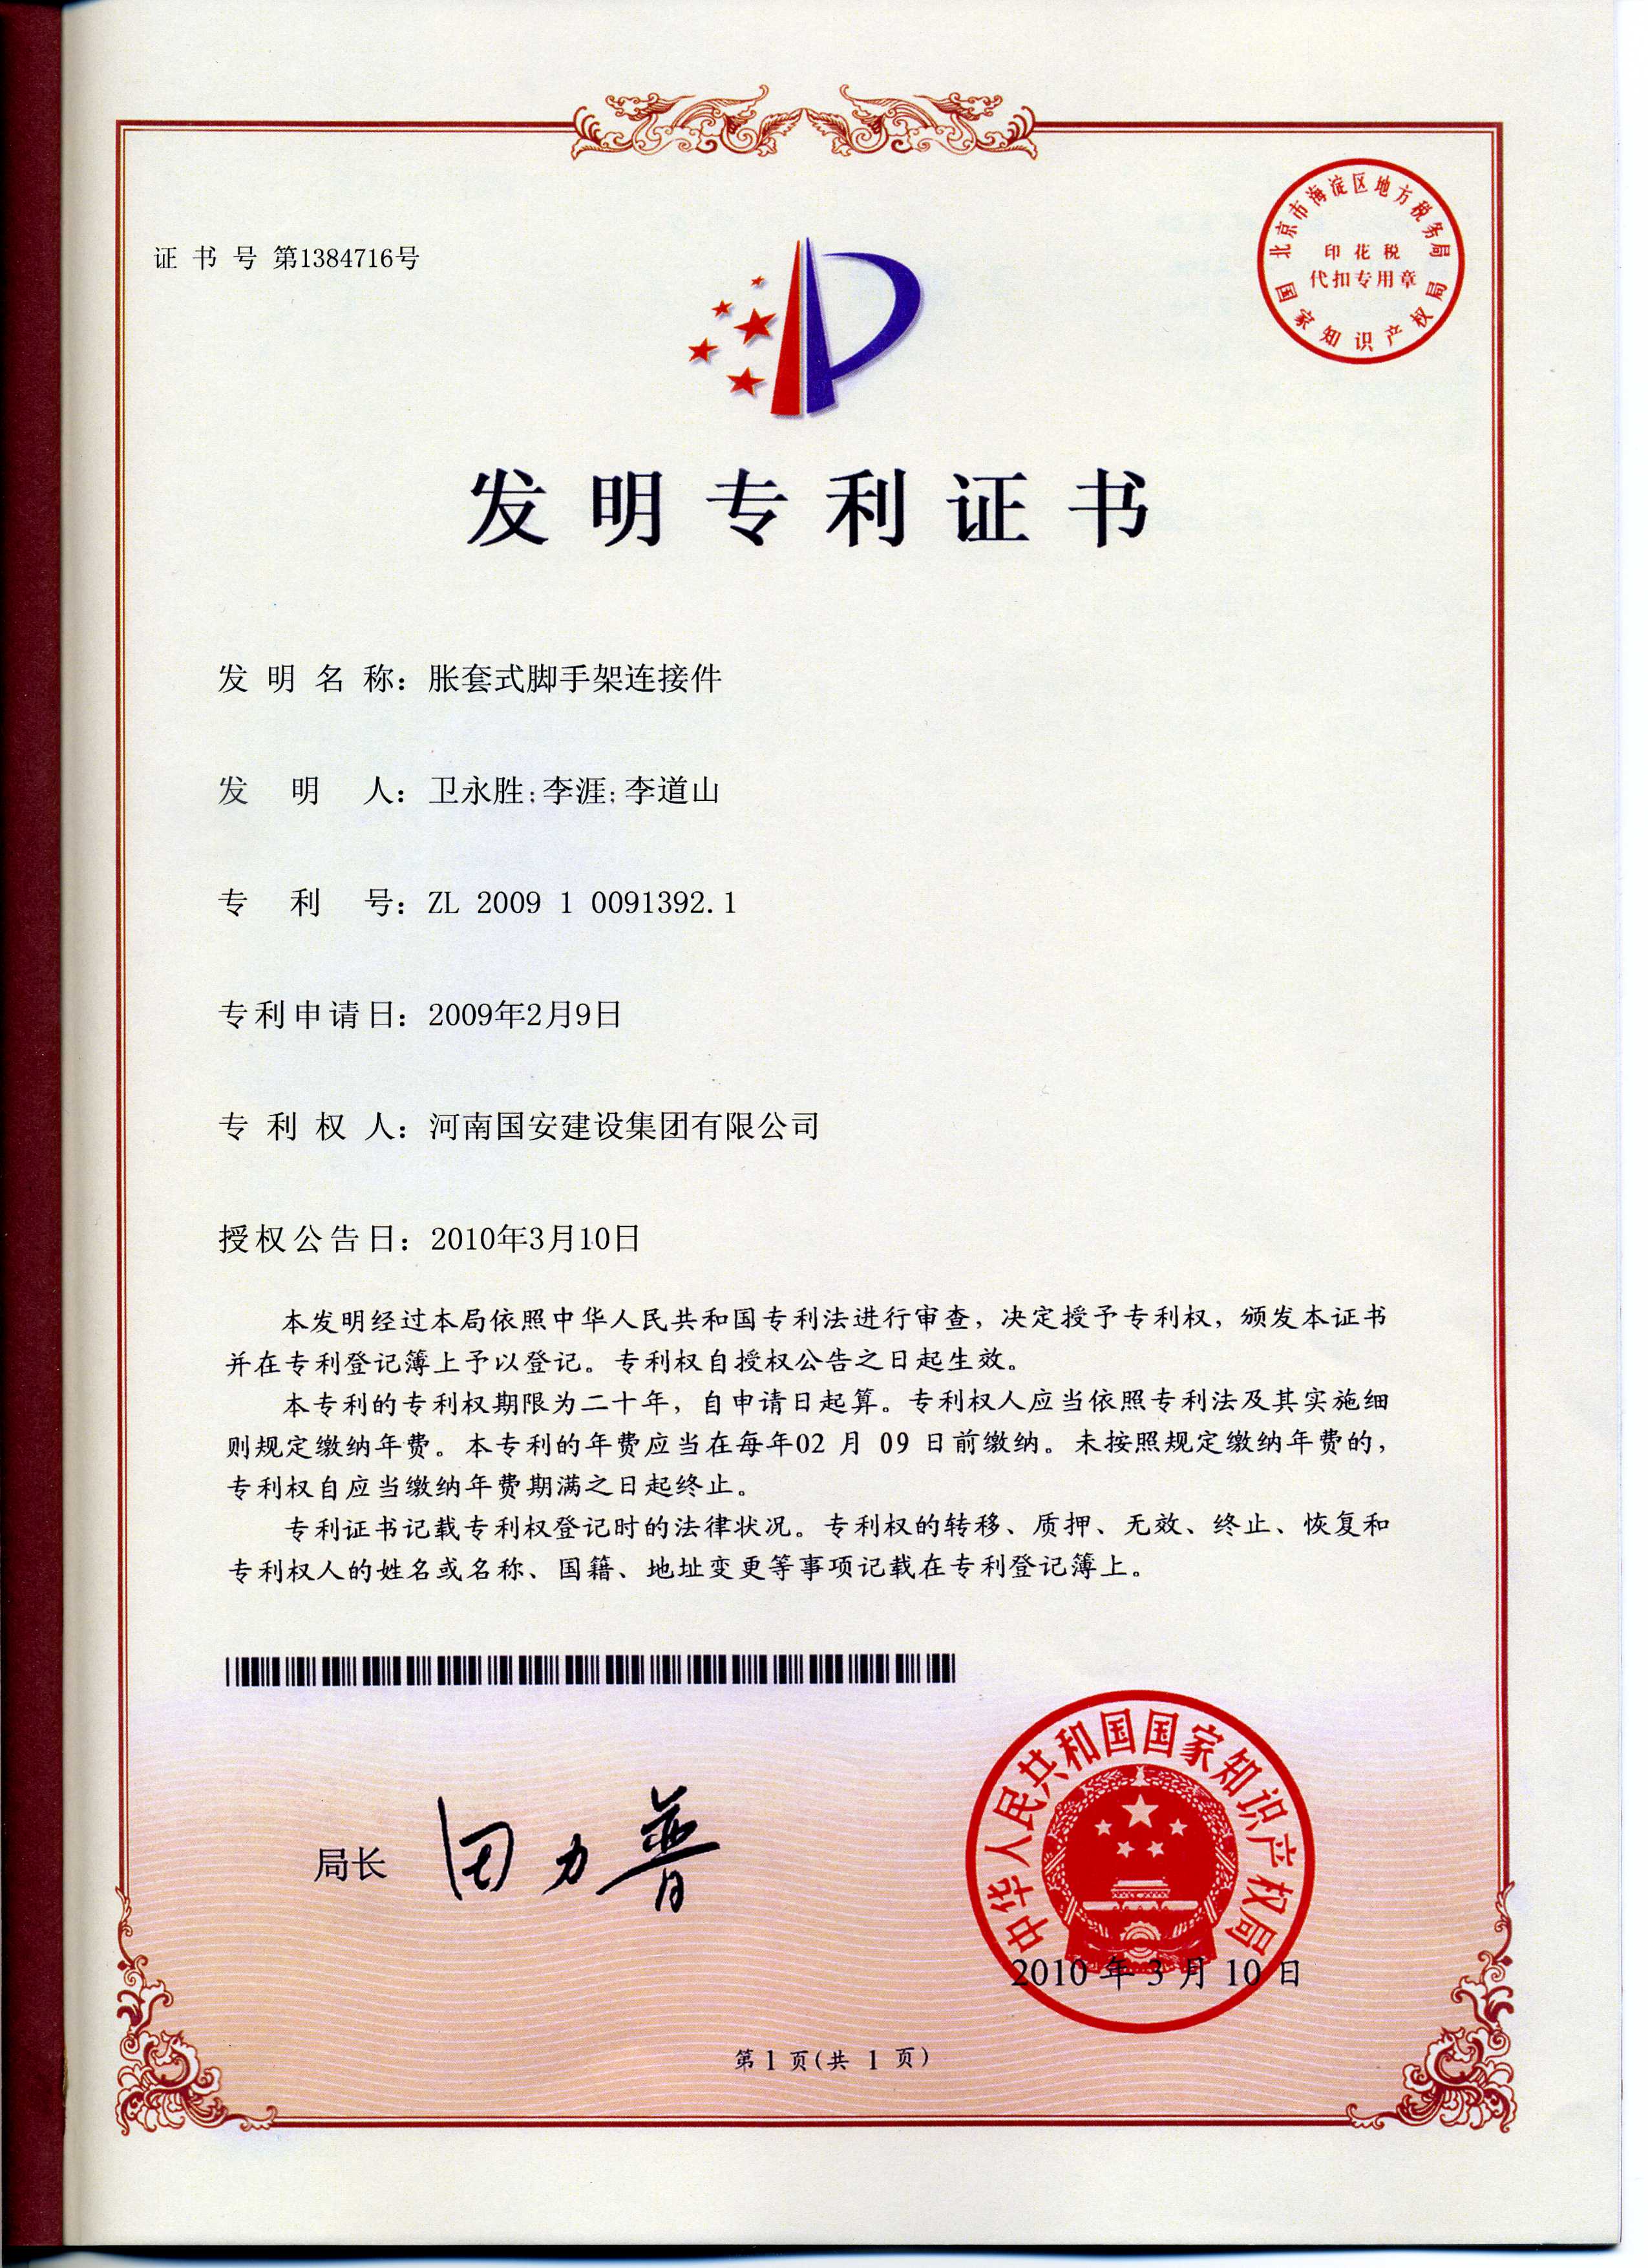 证书号 第1384716号
北京市海淀区地方税务局
印花税
代扣专用章
国家知识产权局
发明专利证书
发明名称：胀套式脚手架连接件
发明人：卫永胜;李涯;李道山
专利号：ZL 2009 1 0091392.1
专利申请日：2009年2月9日
专利权人：河南国安建设集团有限公司
授权公告日：2010年3月10日
本发明经过本局依照中华人民共和国专利法进行审查，决定授予专利权，颁发本证书
并在专利登记簿上予以登记。专利权自授权公告之日起生效。
本专利的专利权期限为二十年，自申请日起算。专利权人应当依照专利法及其实施细
则规定缴纳年费。本专利的年费应当在每年02 月 09 日前缴纳。未按照规定缴纳年费的，
专利权自应当缴纳年费期满之日起终止。
专利证书记载专利权登记时的法律状况。专利权的转移、质押、无效、终止、恢复和
专利权人的姓名或名称、国籍、地址变更等事项记载在专利登记簿上。
局长 田力普
中华人民共和国国家知识产权局
2010 年 3 月 10 日
第 1 页(共 1 页)